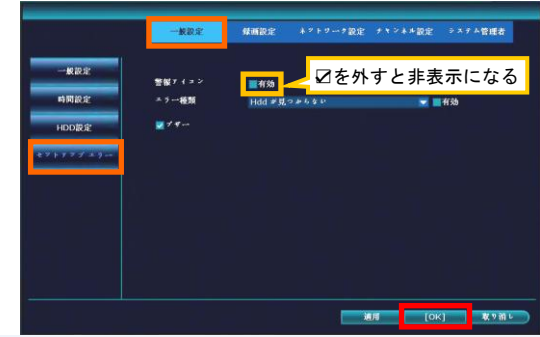 一般設定 録画設定 ネットワーク設定 チャンネル設定 システム管理者
一般設定
時間設定
HDD設定
セットアップエラー
警報アイコン 有効
☑を外すと非表示になる
エラー種類 Hdd が見つからない 有効
ブザー
適用 [OK] 取り消し